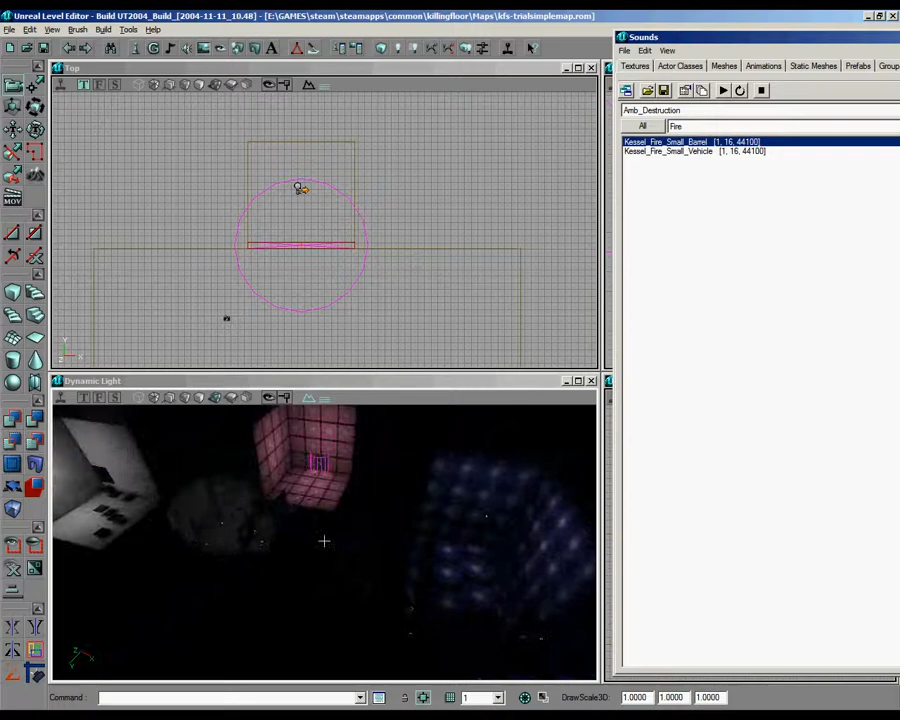 Unreal Level Editor - Build UT2004_Build_[2004-11-11_10.48] - [E:\GAMES\steam\steamapps\common\killingfloor\Maps\kfs-trialsimplemap.rom]
File Edit View Brush Build Tools Help
Sounds
File Edit View
Textures Actor Classes Meshes Animations Static Meshes Prefabs Group
Amb_Destruction
All Fire
Kessel_Fire_Small_Barrel [1, 16, 44100]
Kessel_Fire_Small_Vehicle [1, 16, 44100]
Top
T F S
Y
Z X
MOV
Dynamic Light
T F S
Z X
Y
Command : 1 DrawScale3D: 1.0000 1.0000 1.0000